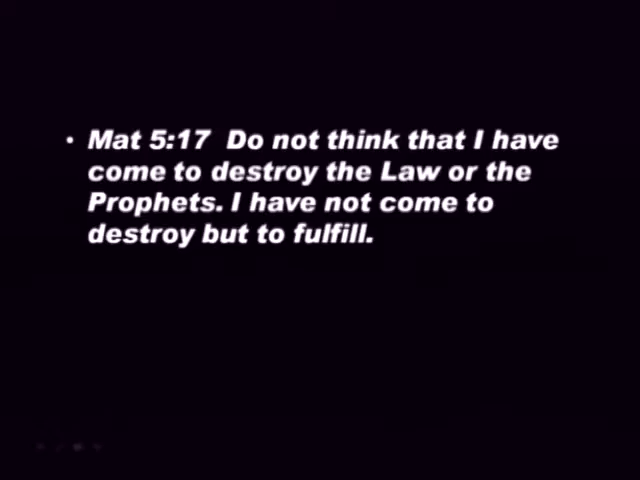 • Mat 5:17  Do not think that I have
come to destroy the Law or the
Prophets. I have not come to
destroy but to fulfill.